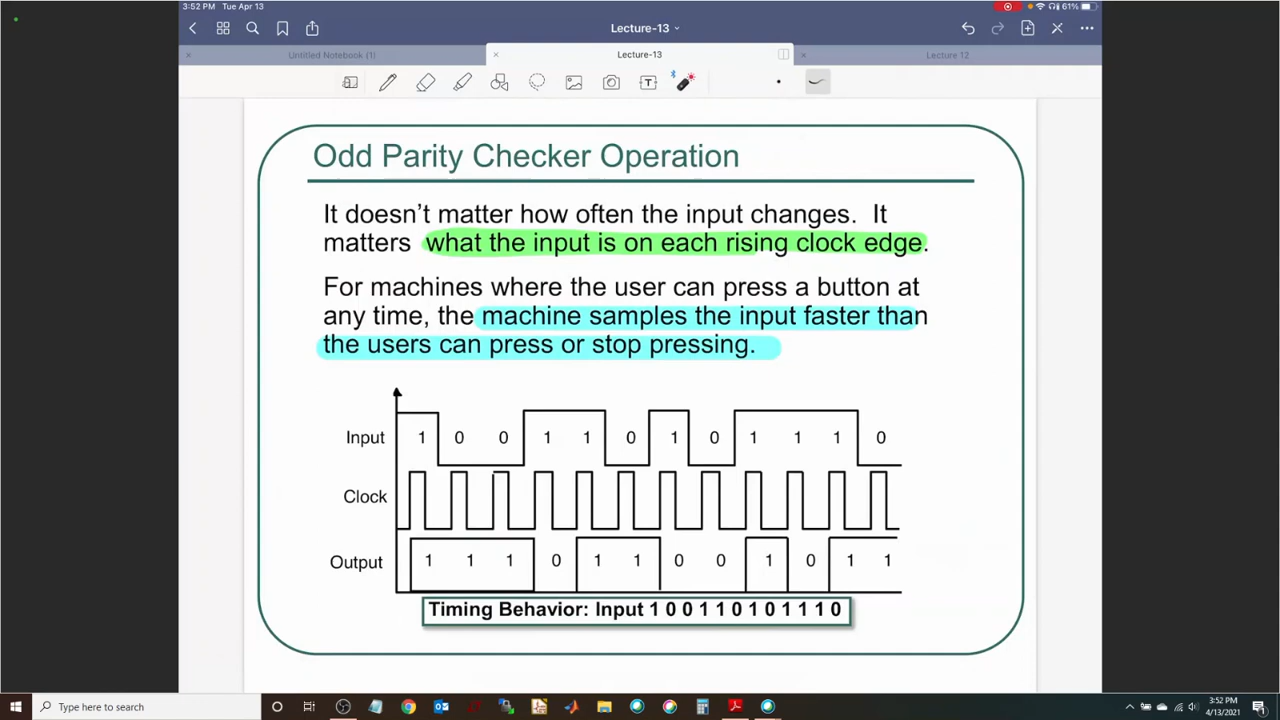 3:52 PM Tue Apr 13
61%
Lecture-13
Untitled Notebook (1)
Lecture-13
Lecture 12
Odd Parity Checker Operation
It doesn't matter how often the input changes. It
matters what the input is on each rising clock edge.
For machines where the user can press a button at
any time, the machine samples the input faster than
the users can press or stop pressing.
Input 1 0 0 1 1 0 1 0 1 1 1 0
Clock
Output 1 1 1 0 1 1 0 0 1 0 1 1
Timing Behavior: Input 1 0 0 1 1 0 1 0 1 1 1 0
Type here to search
3:52 PM
4/13/2021